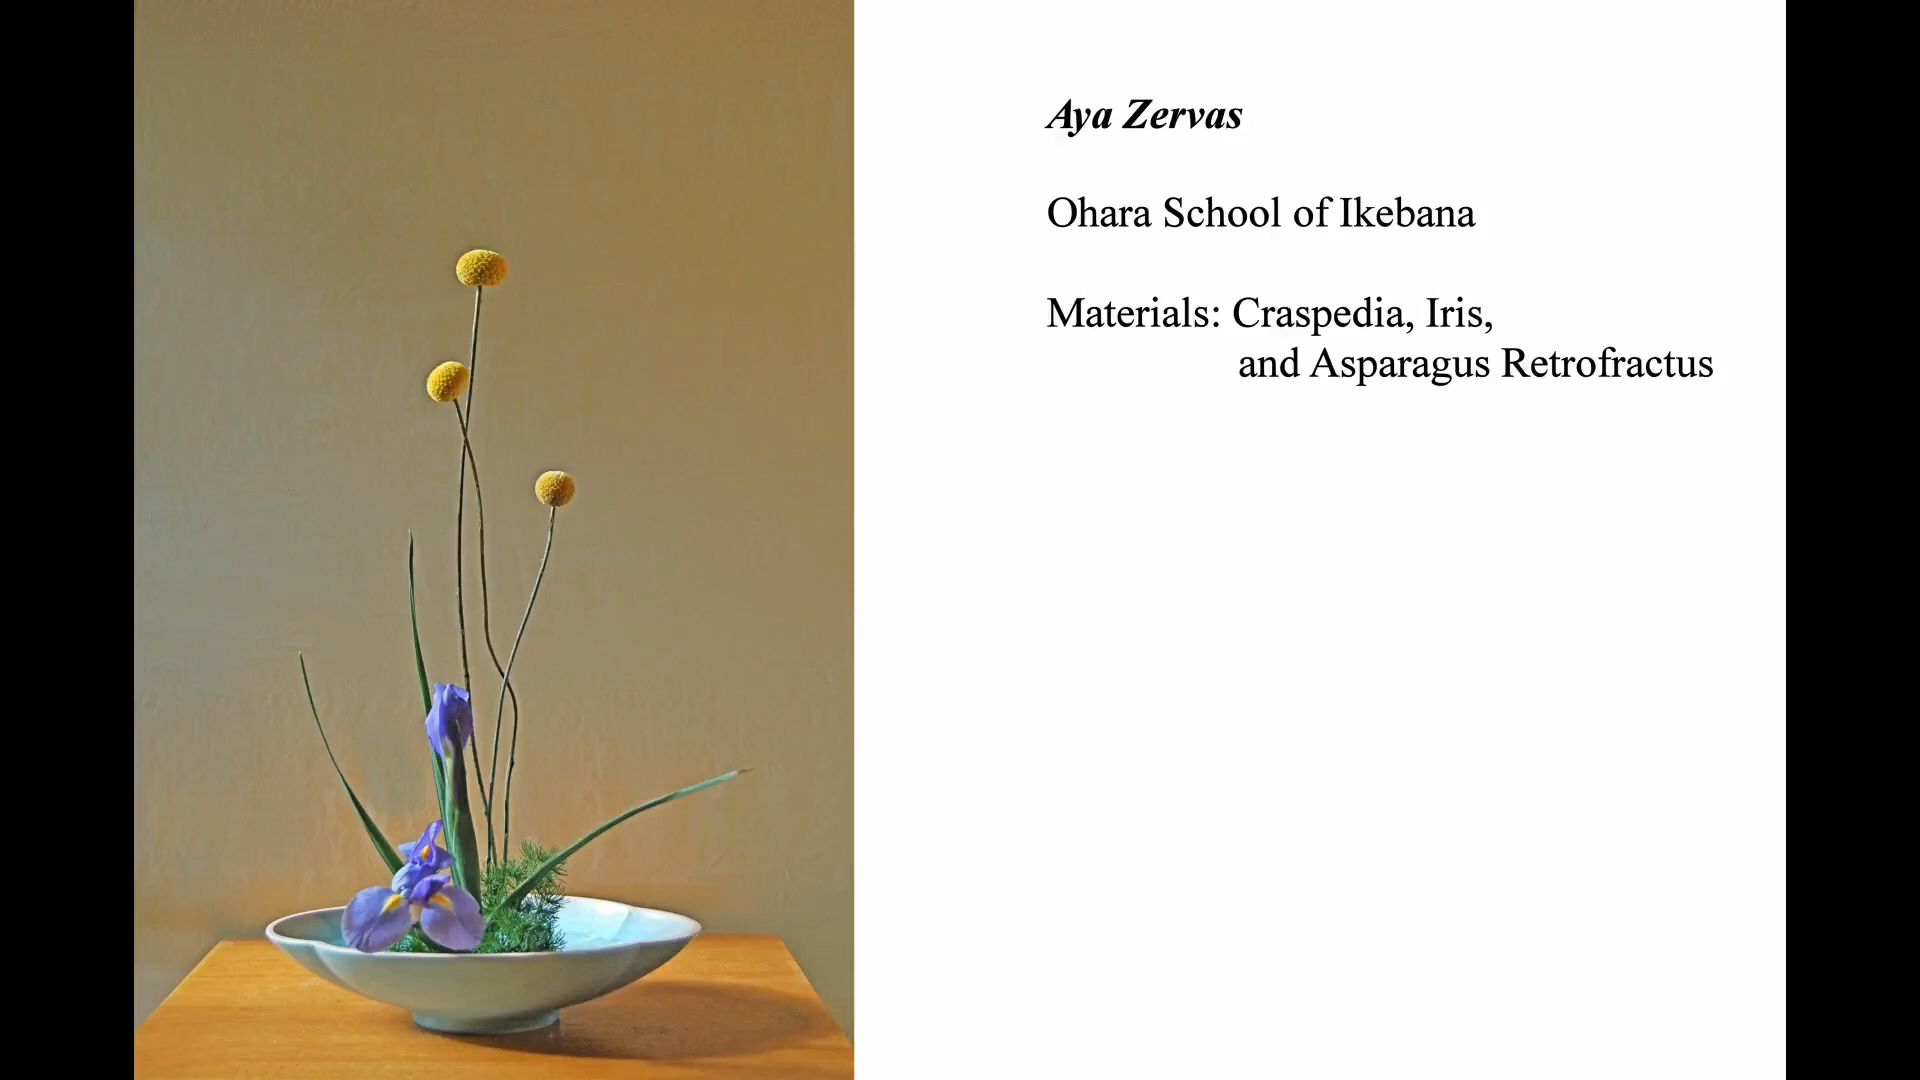 Aya Zervas
Ohara School of Ikebana
Materials: Craspedia, Iris,
and Asparagus Retrofractus